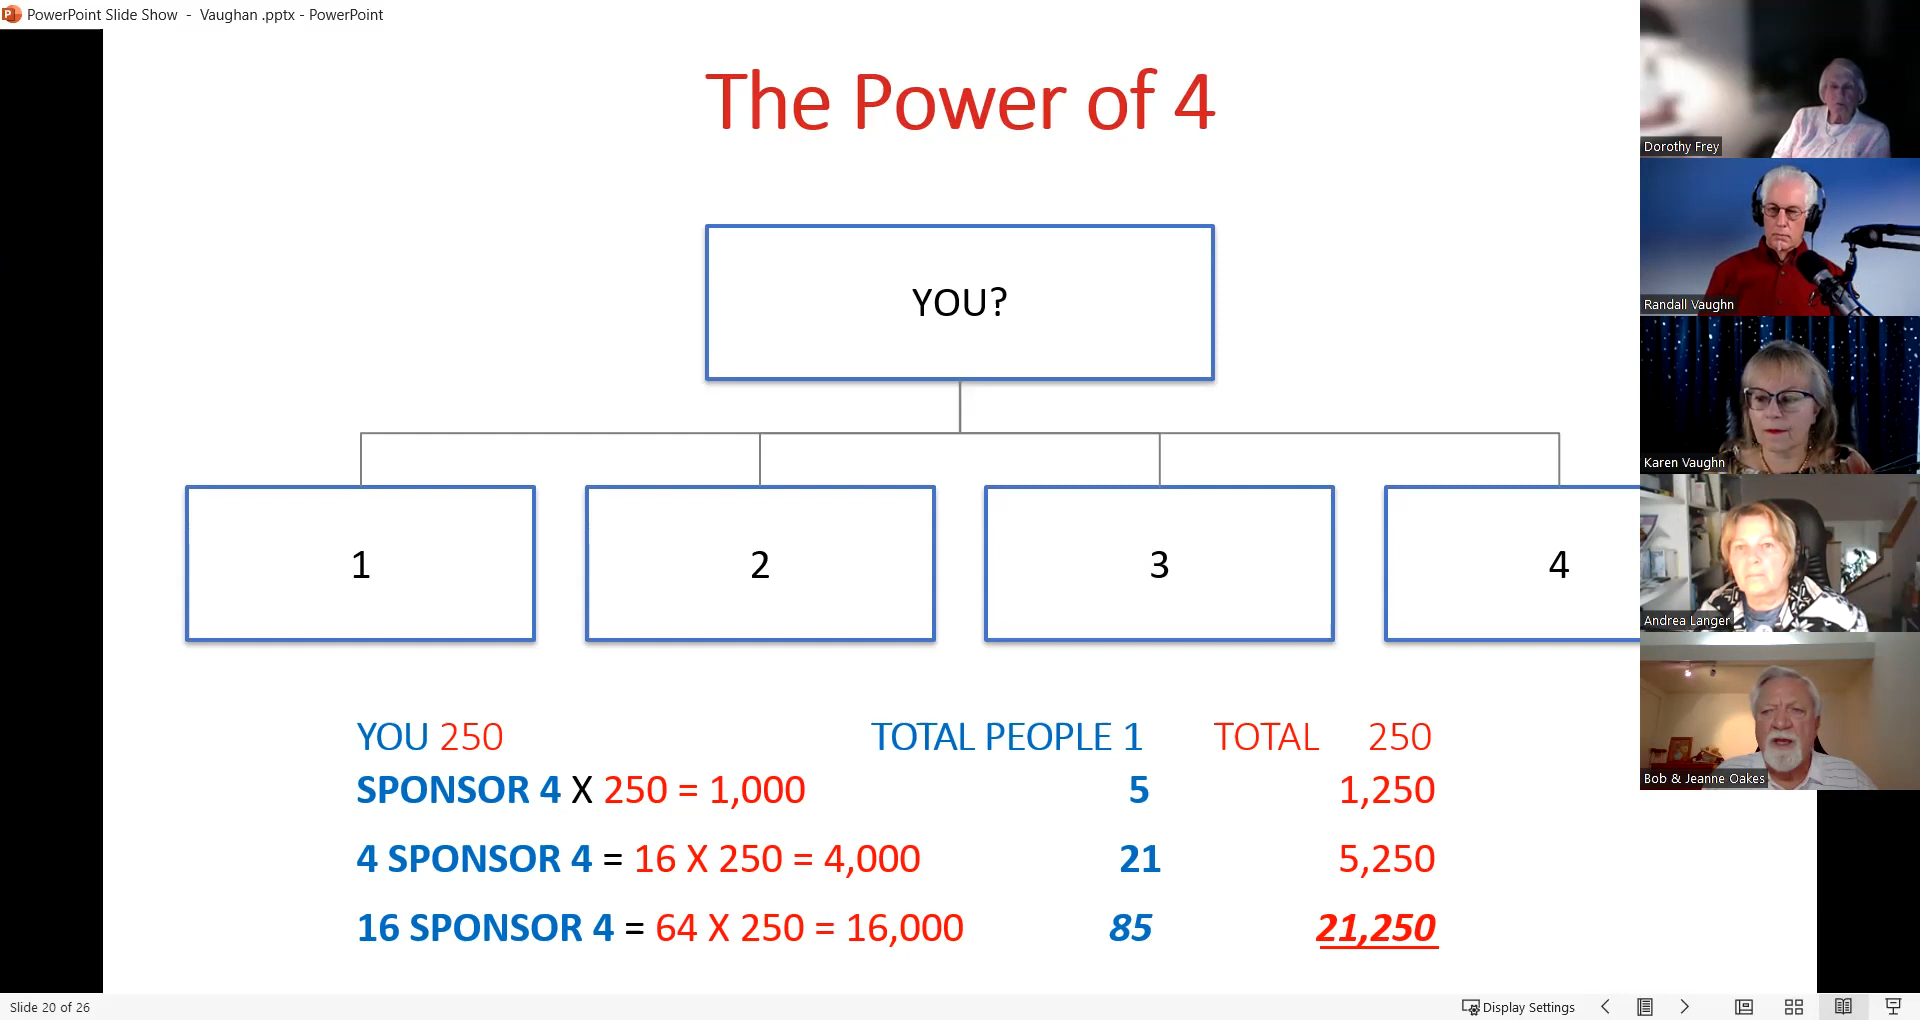 PowerPoint Slide Show - Vaughan .pptx - PowerPoint
The Power of 4
YOU?
1
2
3
4
YOU 250 TOTAL PEOPLE 1 TOTAL 250
SPONSOR 4 X 250 = 1,000 5 1,250
4 SPONSOR 4 = 16 X 250 = 4,000 21 5,250
16 SPONSOR 4 = 64 X 250 = 16,000 85 21,250
Dorothy Frey
Randall Vaughn
Karen Vaughn
Andrea Langer
Bob & Jeanne Oakes
Slide 20 of 26
Display Settings